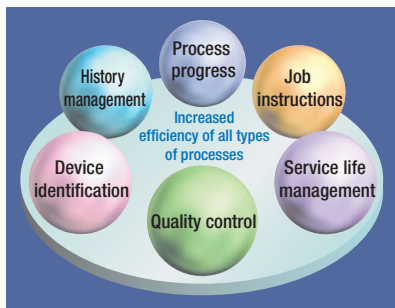 Process
progress
History
management
Job
instructions
Increased
efficiency of all types
of processes
Device
identification
Service life
management
Quality control